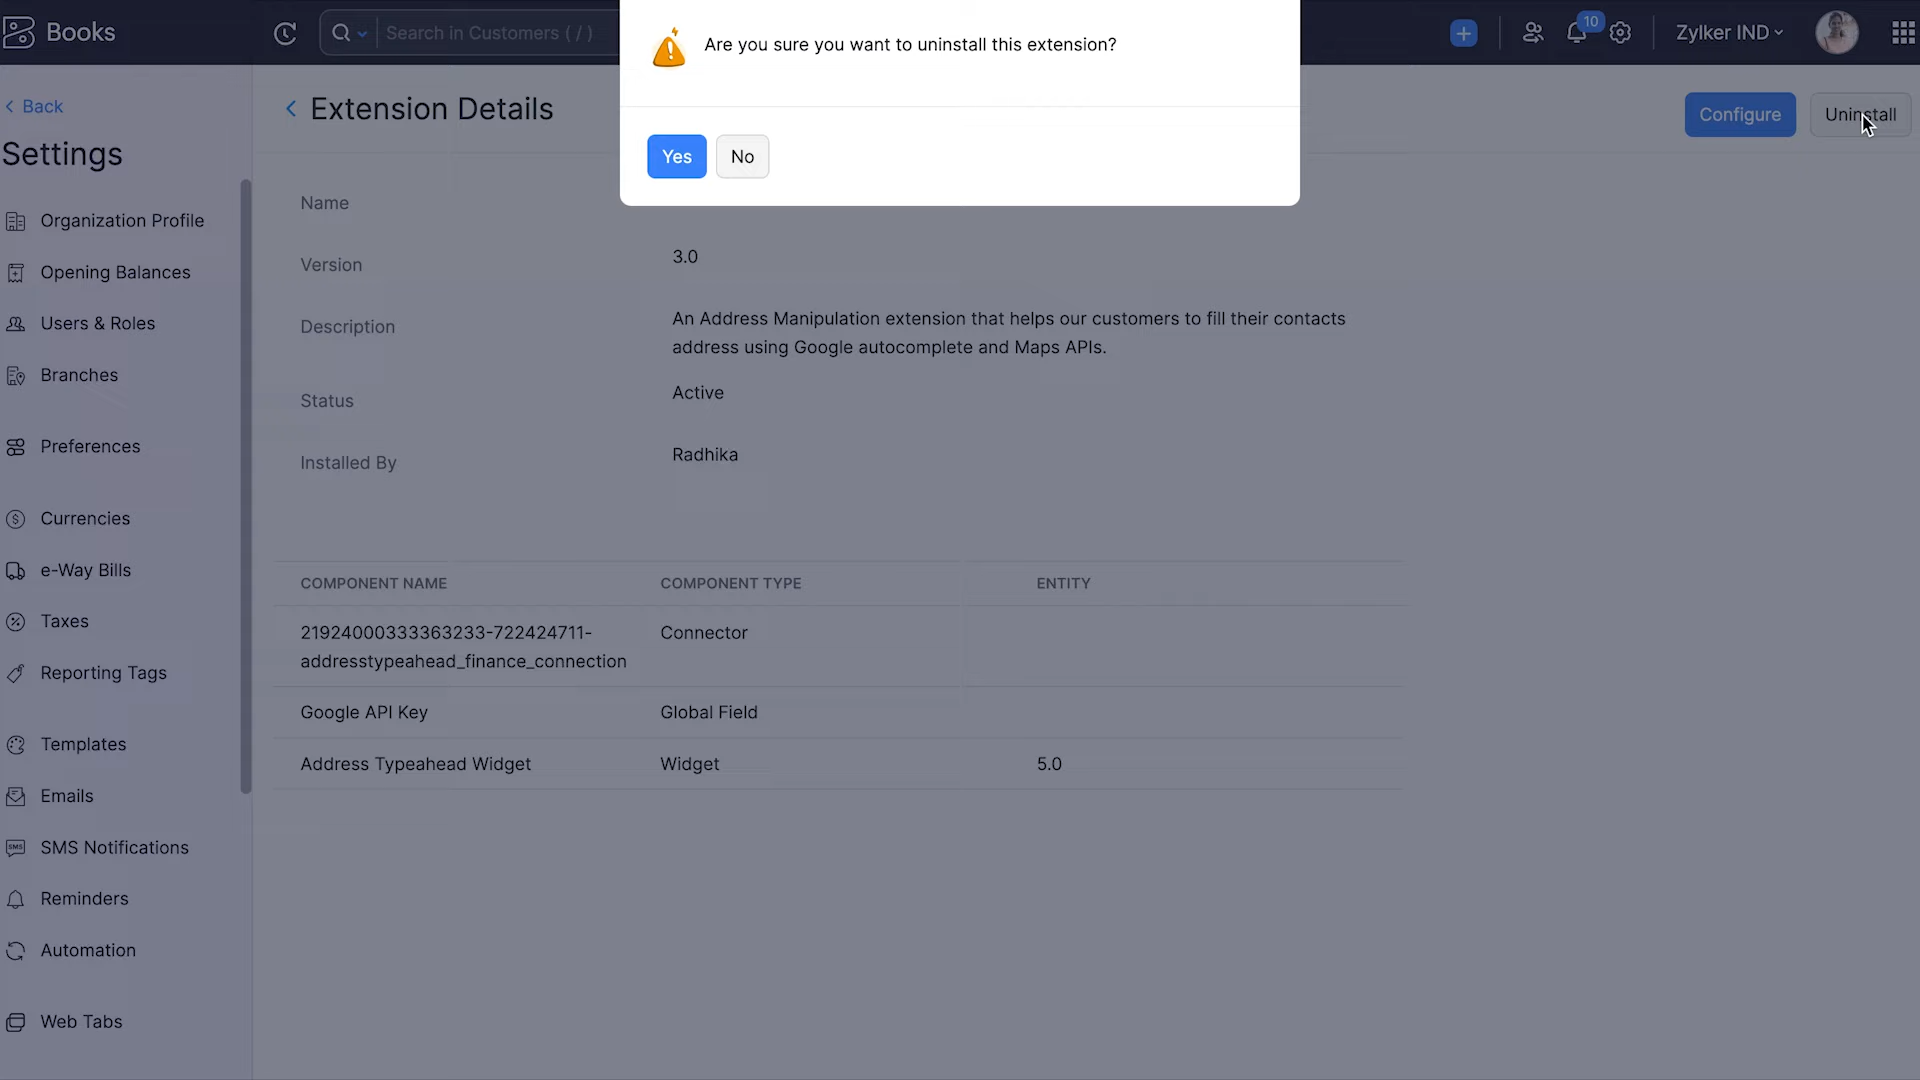 Books
Search in Customers ( / )
Are you sure you want to uninstall this extension?
10
Zylker IND
Yes
No
Back
Settings
Organization Profile
Opening Balances
Users & Roles
Branches
Preferences
Currencies
e-Way Bills
Taxes
Reporting Tags
Templates
Emails
SMS
SMS Notifications
Reminders
Automation
Web Tabs
Extension Details
Configure
Uninstall
Name
Version
3.0
Description
An Address Manipulation extension that helps our customers to fill their contacts
address using Google autocomplete and Maps APIs.
Status
Active
Installed By
Radhika
COMPONENT NAME
COMPONENT TYPE
ENTITY
21924000333363233-722424711-
addresstypeahead_finance_connection
Connector
Google API Key
Global Field
Address Typeahead Widget
Widget
5.0